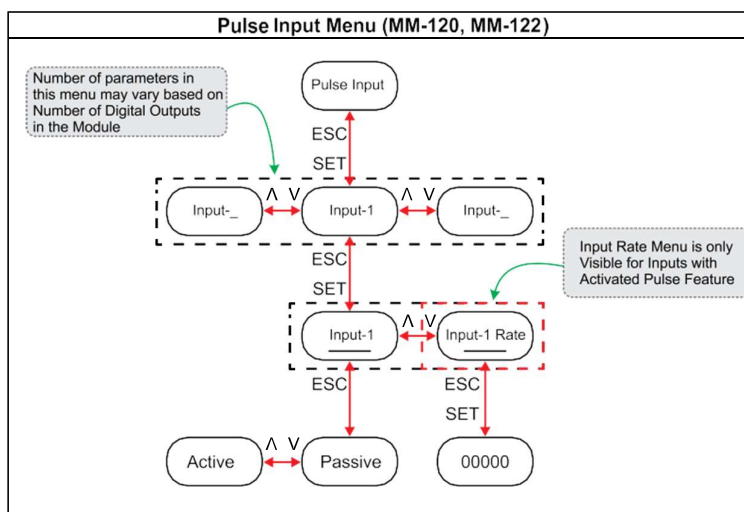 Pulse Input Menu (MM-120, MM-122)
Number of parameters in
this menu may vary based on
Number of Digital Outputs
in the Module
Pulse Input
ESC
SET
Input-_
Λ V
Input-1
Λ V
Input-_
ESC
SET
Input Rate Menu is only
Visible for Inputs with
Activated Pulse Feature
Input-1
Λ V
Input-1 Rate
ESC
ESC
SET
Active
Λ V
Passive
00000